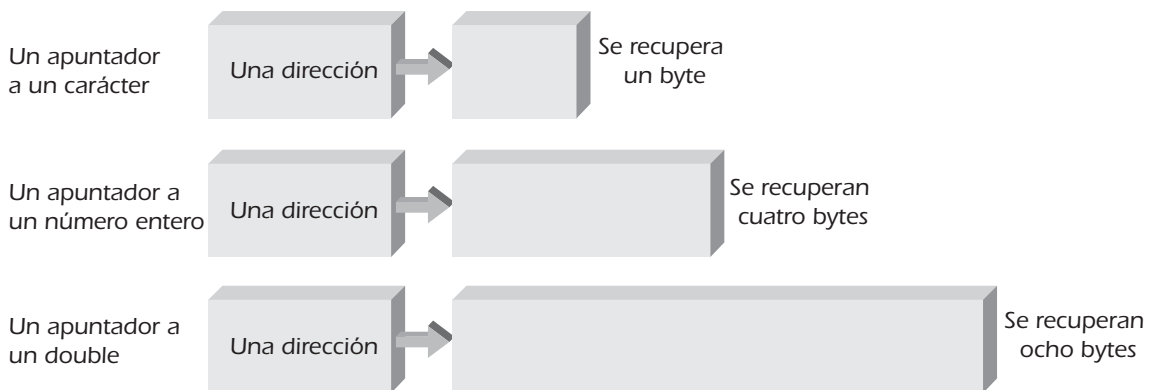 Un apuntador
a un carácter
Una dirección
Se recupera
un byte
Un apuntador a
un número entero
Una dirección
Se recuperan
cuatro bytes
Un apuntador a
un double
Una dirección
Se recuperan
ocho bytes